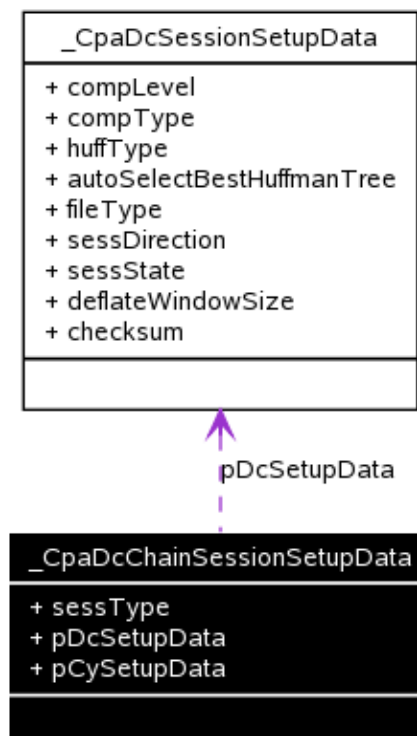 _CpaDcSessionSetupData
+ compLevel
+ compType
+ huffType
+ autoSelectBestHuffmanTree
+ fileType
+ sessDirection
+ sessState
+ deflateWindowSize
+ checksum
pDcSetupData
_CpaDcChainSessionSetupData
+ sessType
+ pDcSetupData
+ pCySetupData